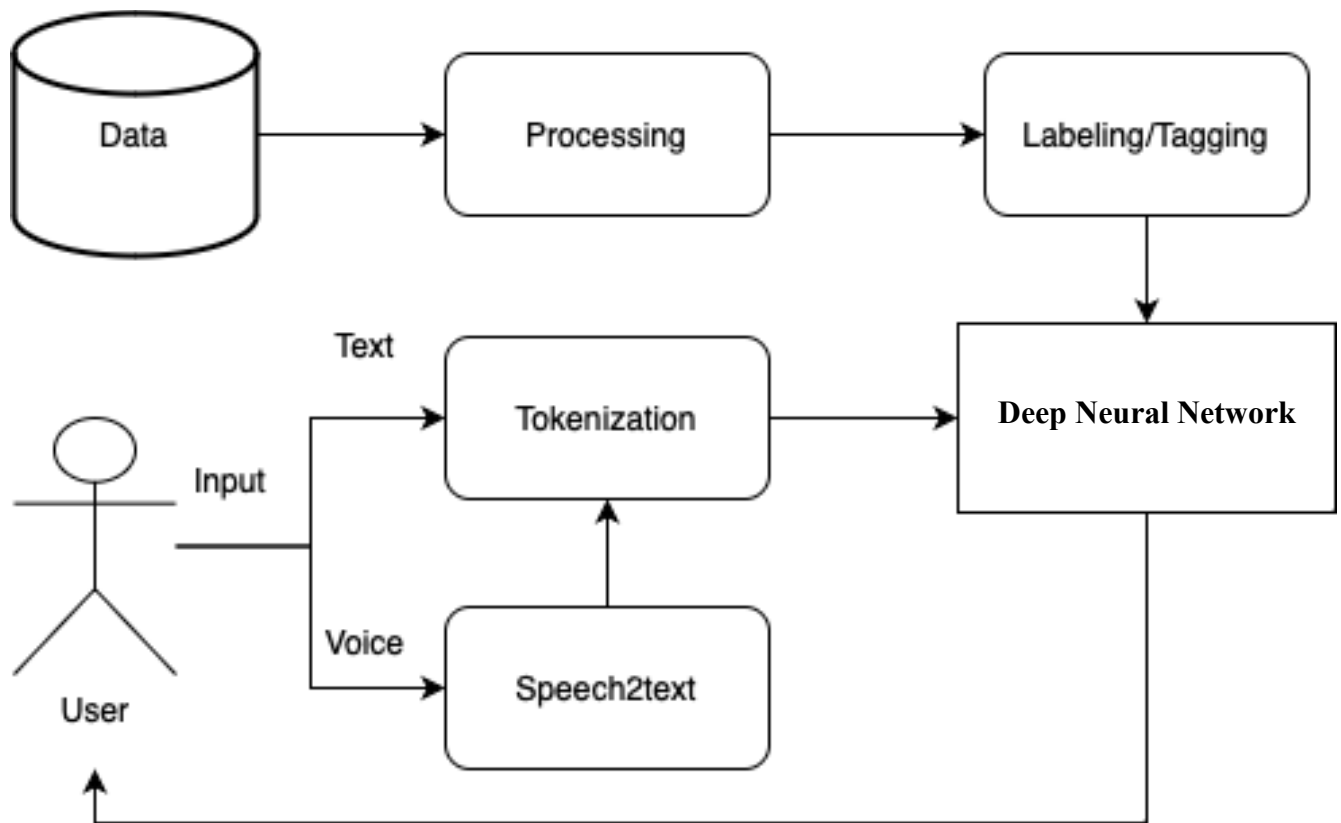 Data
Processing
Labeling/Tagging
Text
Tokenization
Deep Neural Network
Input
Voice
Speech2text
User